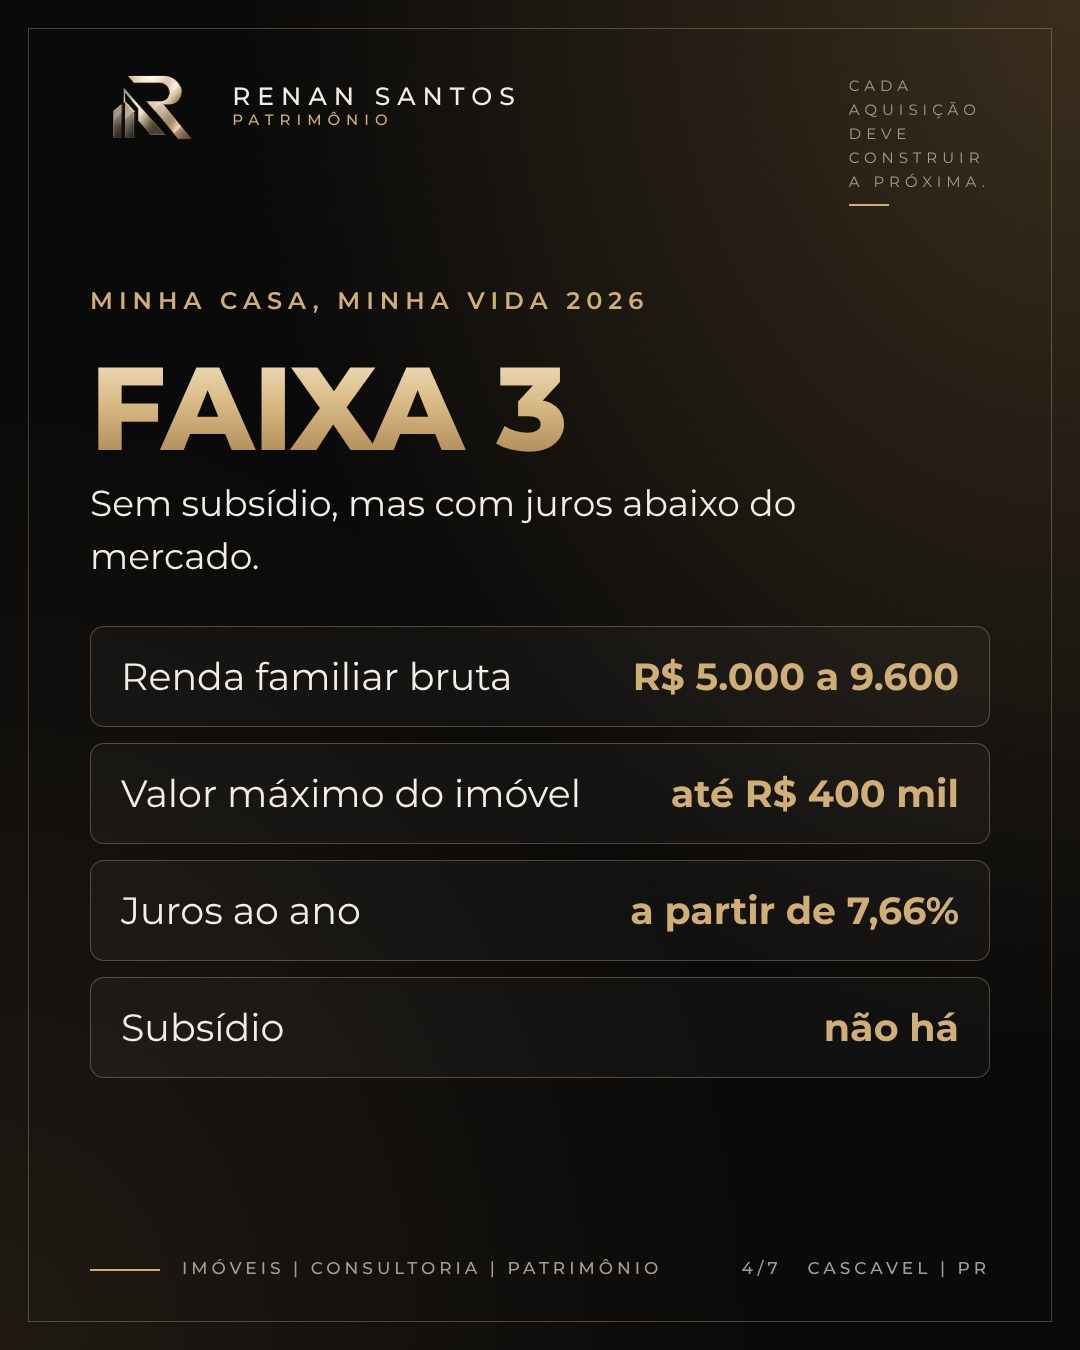 RENAN SANTOS
PATRIMÔNIO
CADA
AQUISIÇÃO
DEVE
CONSTRUIR
A PRÓXIMA.
MINHA CASA, MINHA VIDA 2026
FAIXA 3
Sem subsídio, mas com juros abaixo do
mercado.
Renda familiar bruta R$ 5.000 a 9.600
Valor máximo do imóvel até R$ 400 mil
Juros ao ano a partir de 7,66%
Subsídio não há
IMÓVEIS | CONSULTORIA | PATRIMÔNIO 4/7 CASCAVEL | PR